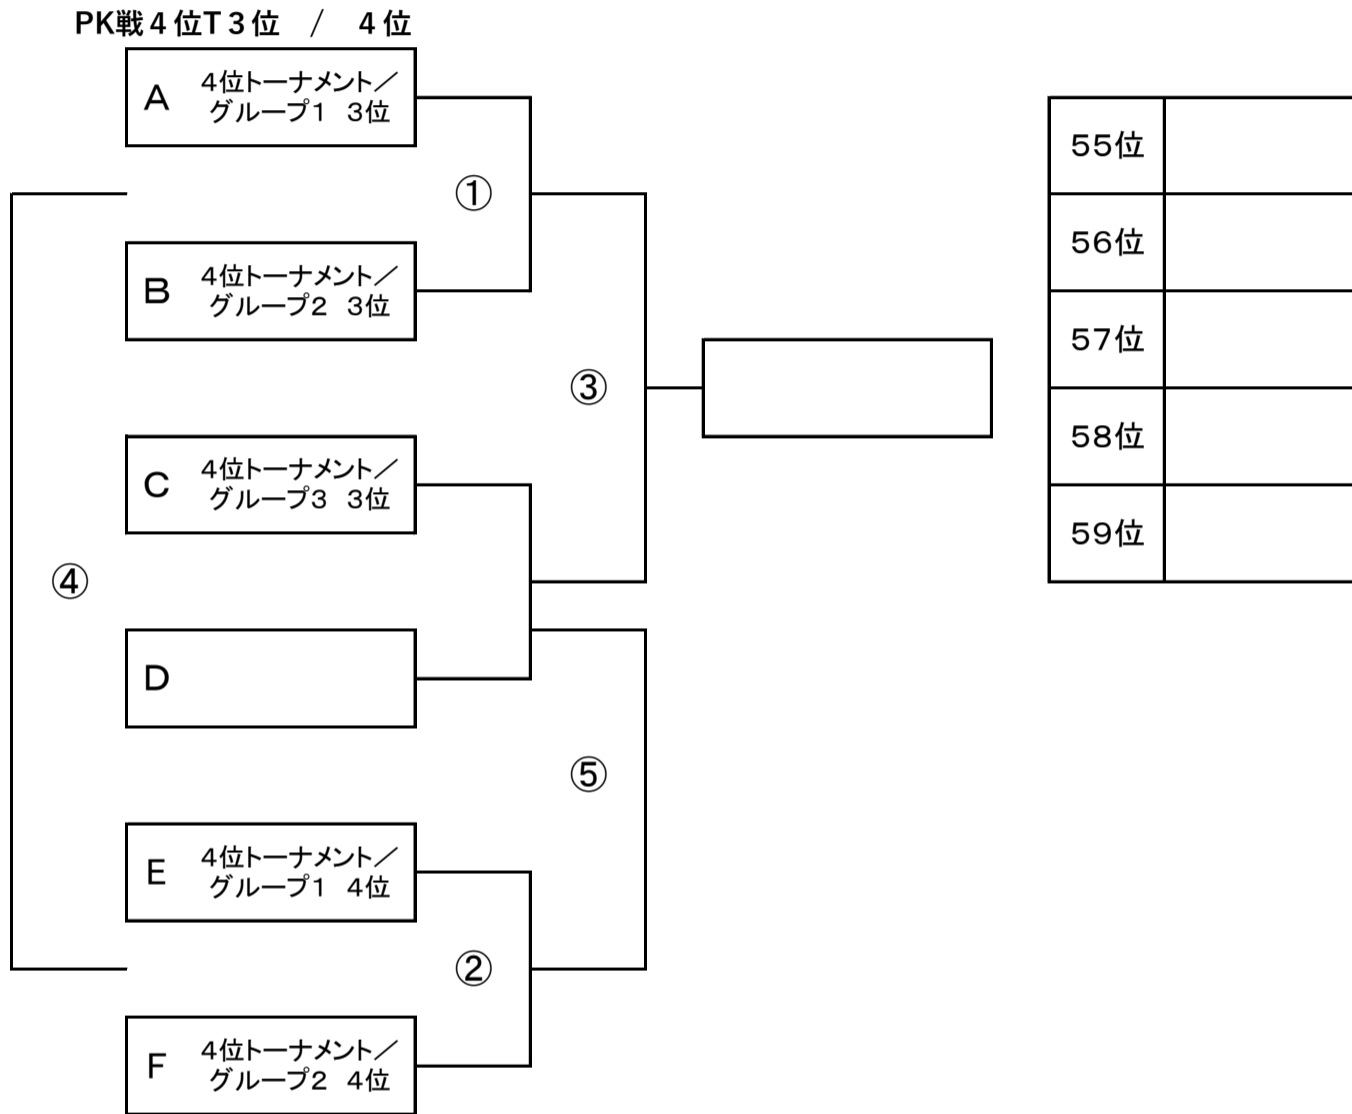 PK戦４位T３位　/　４位
A
4位トーナメント／
グループ1　3位
①
B
4位トーナメント／
グループ2　3位
③
C
4位トーナメント／
グループ3　3位
④
D
⑤
E
4位トーナメント／
グループ1　4位
②
F
4位トーナメント／
グループ2　4位
55位
56位
57位
58位
59位